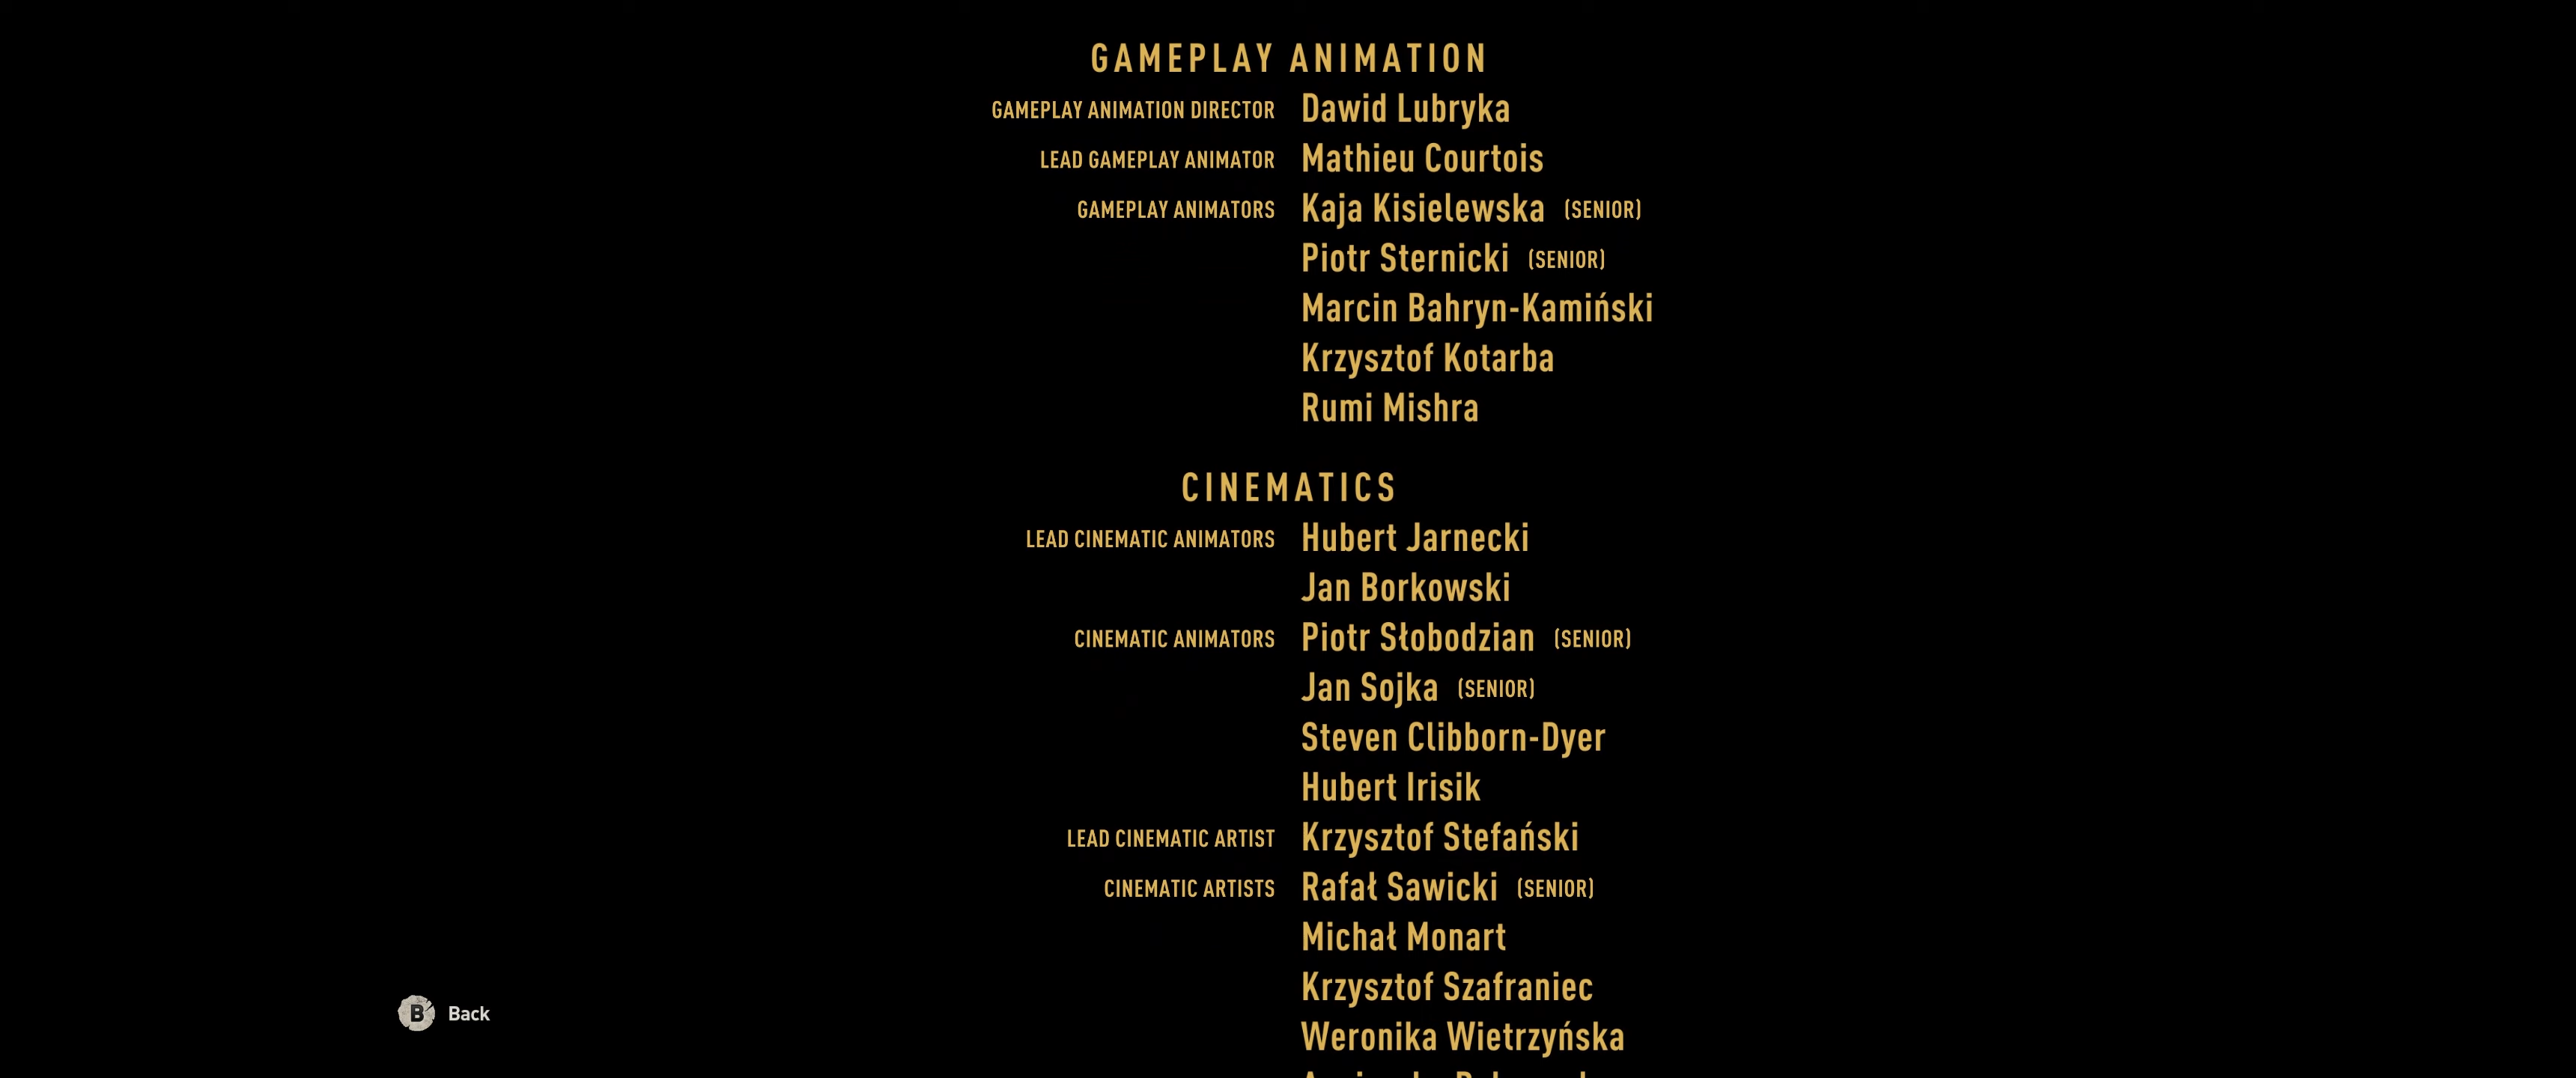 GAMEPLAY ANIMATION
GAMEPLAY ANIMATION DIRECTOR Dawid Lubryka
LEAD GAMEPLAY ANIMATOR Mathieu Courtois
GAMEPLAY ANIMATORS Kaja Kisielewska (SENIOR)
Piotr Sternicki (SENIOR)
Marcin Bahryn-Kamiński
Krzysztof Kotarba
Rumi Mishra
CINEMATICS
LEAD CINEMATIC ANIMATORS Hubert Jarnecki
Jan Borkowski
CINEMATIC ANIMATORS Piotr Słobodzian (SENIOR)
Jan Sojka (SENIOR)
Steven Clibborn-Dyer
Hubert Irisik
LEAD CINEMATIC ARTIST Krzysztof Stefański
CINEMATIC ARTISTS Rafał Sawicki (SENIOR)
Michał Monart
Krzysztof Szafraniec
B Back
Weronika Wietrzyńska